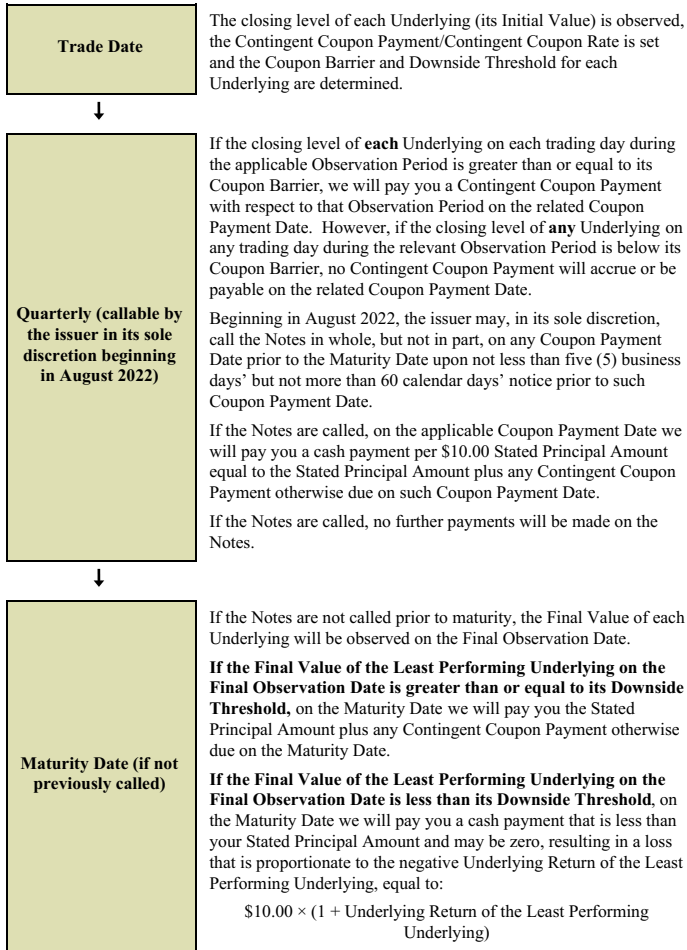 Trade Date
The closing level of each Underlying (its Initial Value) is observed,
the Contingent Coupon Payment/Contingent Coupon Rate is set
and the Coupon Barrier and Downside Threshold for each
Underlying are determined.
Quarterly (callable by
the issuer in its sole
discretion beginning
in August 2022)
If the closing level of each Underlying on each trading day during
the applicable Observation Period is greater than or equal to its
Coupon Barrier, we will pay you a Contingent Coupon Payment
with respect to that Observation Period on the related Coupon
Payment Date. However, if the closing level of any Underlying on
any trading day during the relevant Observation Period is below its
Coupon Barrier, no Contingent Coupon Payment will accrue or be
payable on the related Coupon Payment Date.
Beginning in August 2022, the issuer may, in its sole discretion,
call the Notes in whole, but not in part, on any Coupon Payment
Date prior to the Maturity Date upon not less than five (5) business
days’ but not more than 60 calendar days’ notice prior to such
Coupon Payment Date.
If the Notes are called, on the applicable Coupon Payment Date we
will pay you a cash payment per $10.00 Stated Principal Amount
equal to the Stated Principal Amount plus any Contingent Coupon
Payment otherwise due on such Coupon Payment Date.
If the Notes are called, no further payments will be made on the
Notes.
Maturity Date (if not
previously called)
If the Notes are not called prior to maturity, the Final Value of each
Underlying will be observed on the Final Observation Date.
If the Final Value of the Least Performing Underlying on the
Final Observation Date is greater than or equal to its Downside
Threshold, on the Maturity Date we will pay you the Stated
Principal Amount plus any Contingent Coupon Payment otherwise
due on the Maturity Date.
If the Final Value of the Least Performing Underlying on the
Final Observation Date is less than its Downside Threshold, on
the Maturity Date we will pay you a cash payment that is less than
your Stated Principal Amount and may be zero, resulting in a loss
that is proportionate to the negative Underlying Return of the Least
Performing Underlying, equal to:
$10.00 × (1 + Underlying Return of the Least Performing
Underlying)